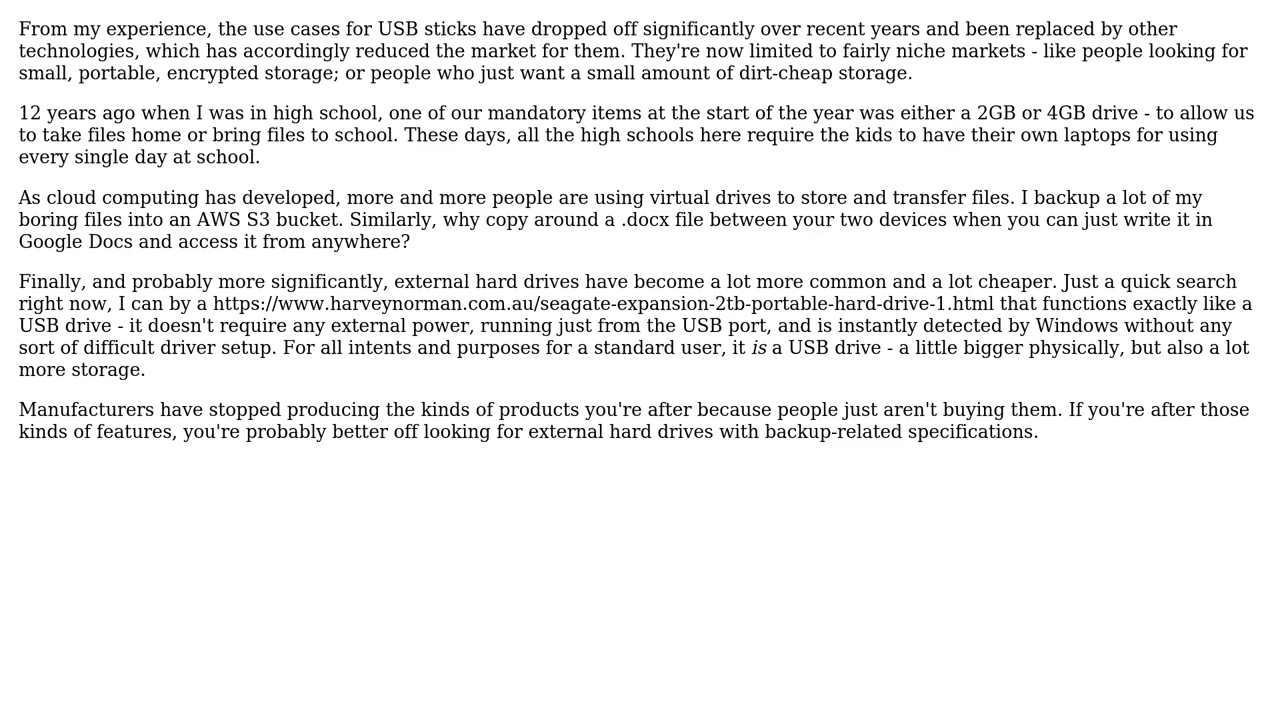 From my experience, the use cases for USB sticks have dropped off significantly over recent years and been replaced by other
technologies, which has accordingly reduced the market for them. They're now limited to fairly niche markets - like people looking for
small, portable, encrypted storage; or people who just want a small amount of dirt-cheap storage.
12 years ago when I was in high school, one of our mandatory items at the start of the year was either a 2GB or 4GB drive - to allow us
to take files home or bring files to school. These days, all the high schools here require the kids to have their own laptops for using
every single day at school.
As cloud computing has developed, more and more people are using virtual drives to store and transfer files. I backup a lot of my
boring files into an AWS S3 bucket. Similarly, why copy around a .docx file between your two devices when you can just write it in
Google Docs and access it from anywhere?
Finally, and probably more significantly, external hard drives have become a lot more common and a lot cheaper. Just a quick search
right now, I can by a https://www.harveynorman.com.au/seagate-expansion-2tb-portable-hard-drive-1.html that functions exactly like a
USB drive - it doesn't require any external power, running just from the USB port, and is instantly detected by Windows without any
sort of difficult driver setup. For all intents and purposes for a standard user, it is a USB drive - a little bigger physically, but also a lot
more storage.
Manufacturers have stopped producing the kinds of products you're after because people just aren't buying them. If you're after those
kinds of features, you're probably better off looking for external hard drives with backup-related specifications.